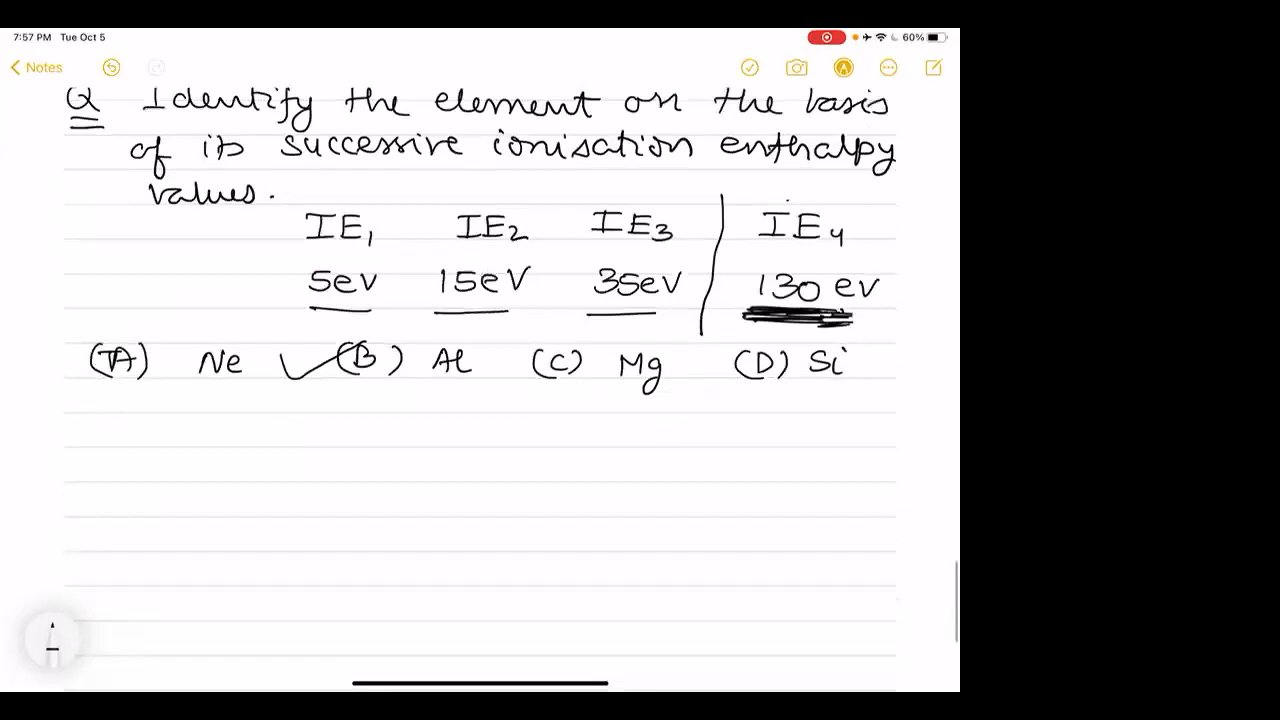 7:57 PM Tue Oct 5
60%
Notes
Q Identify the element on the basis
of its successive ionisation enthalpy
values.
IE₁ IE₂ IE₃ IE₄
5eV 15eV 35eV 130 eV
(A) Ne (B) Al (C) Mg (D) Si